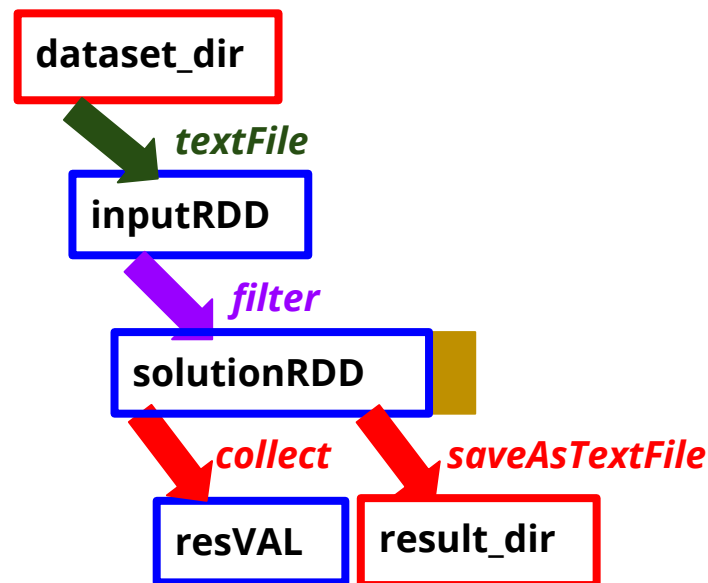 dataset_dir
textFile
inputRDD
filter
solutionRDD
collect
saveAsTextFile
resVAL
result_dir